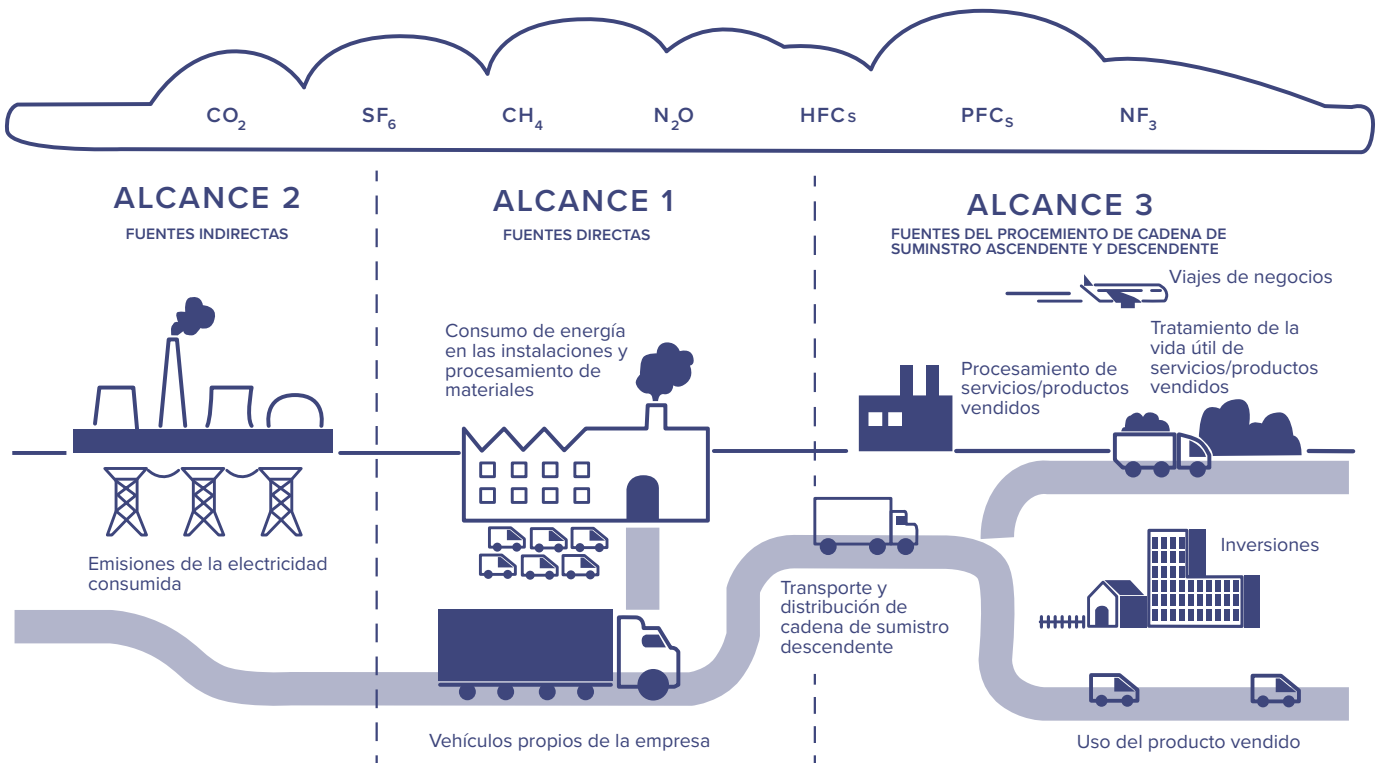 CO₂ SF₆ CH₄ N₂O HFCs PFCs NF₃
ALCANCE 2
FUENTES INDIRECTAS
Emisiones de la electricidad
consumida
ALCANCE 1
FUENTES DIRECTAS
Consumo de energía
en las instalaciones y
procesamiento de
materiales
Vehículos propios de la empresa
ALCANCE 3
FUENTES DEL PROCEMIENTO DE CADENA DE
SUMINSTRO ASCENDENTE Y DESCENDENTE
Viajes de negocios
Tratamiento de la
vida útil de
servicios/productos
vendidos
Procesamiento de
servicios/productos
vendidos
Transporte y
distribución de
cadena de sumistro
descendente
Inversiones
Uso del producto vendido